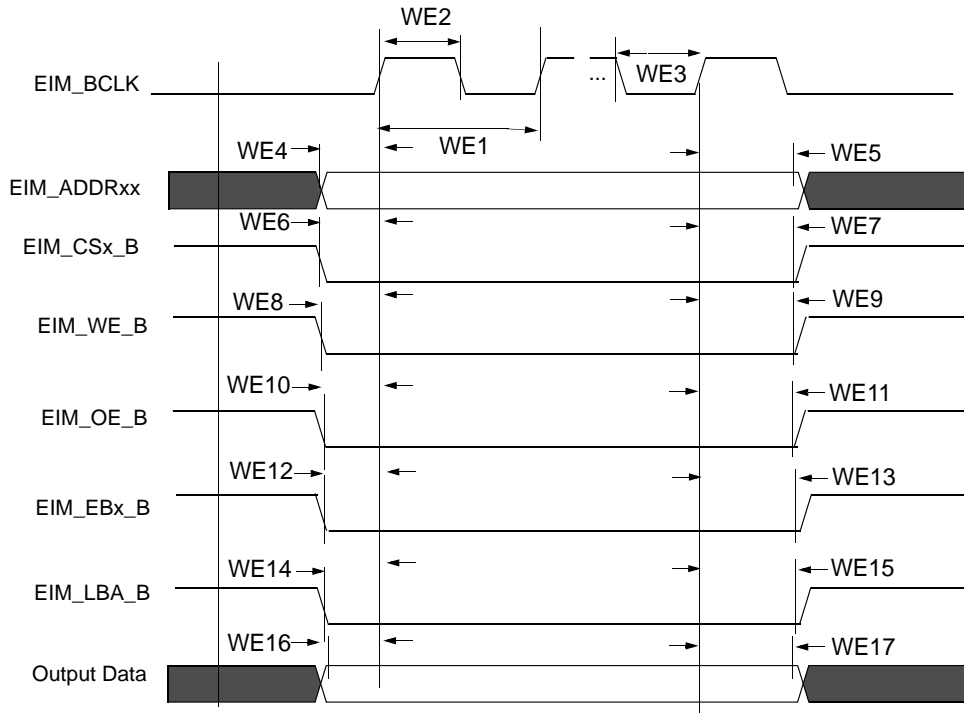 WE2
EIM_BCLK
...
WE3
WE4
WE1
WE5
EIM_ADDRxx
WE6
WE7
EIM_CSx_B
WE8
WE9
EIM_WE_B
WE10
WE11
EIM_OE_B
WE12
WE13
EIM_EBx_B
WE14
WE15
EIM_LBA_B
WE16
WE17
Output Data